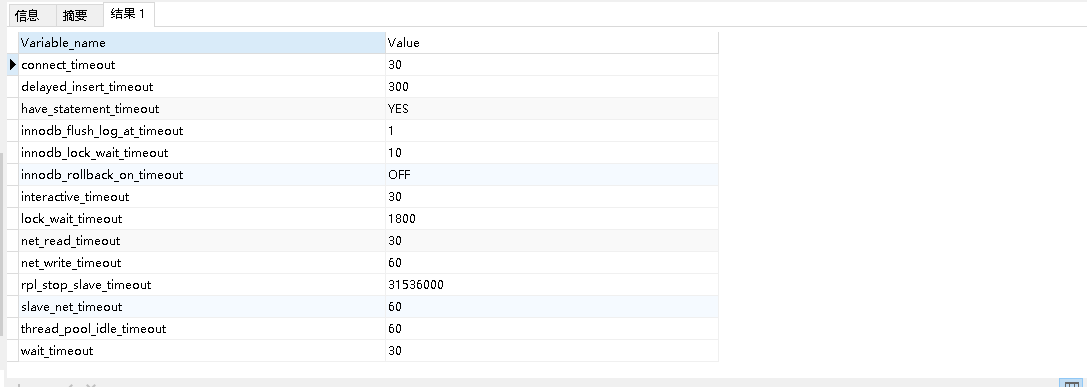 信息 摘要 结果 1
Variable_name Value
connect_timeout 30
delayed_insert_timeout 300
have_statement_timeout YES
innodb_flush_log_at_timeout 1
innodb_lock_wait_timeout 10
innodb_rollback_on_timeout OFF
interactive_timeout 30
lock_wait_timeout 1800
net_read_timeout 30
net_write_timeout 60
rpl_stop_slave_timeout 31536000
slave_net_timeout 60
thread_pool_idle_timeout 60
wait_timeout 30